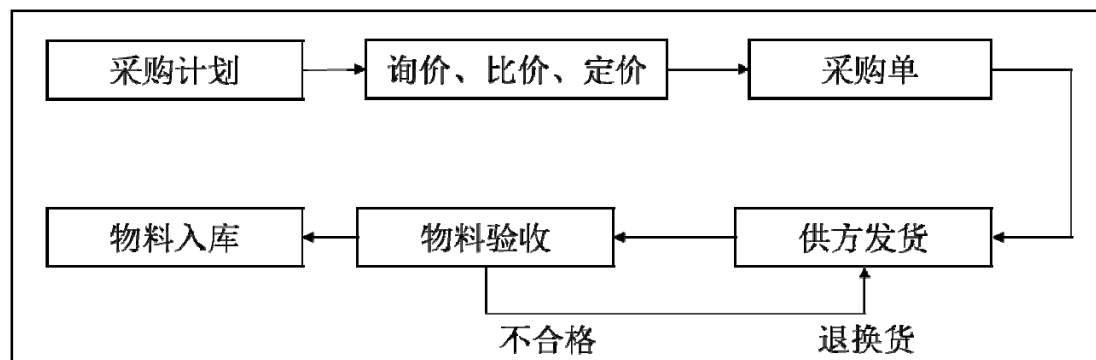 采购计划
询价、比价、定价
采购单
物料入库
物料验收
供方发货
不合格
退换货